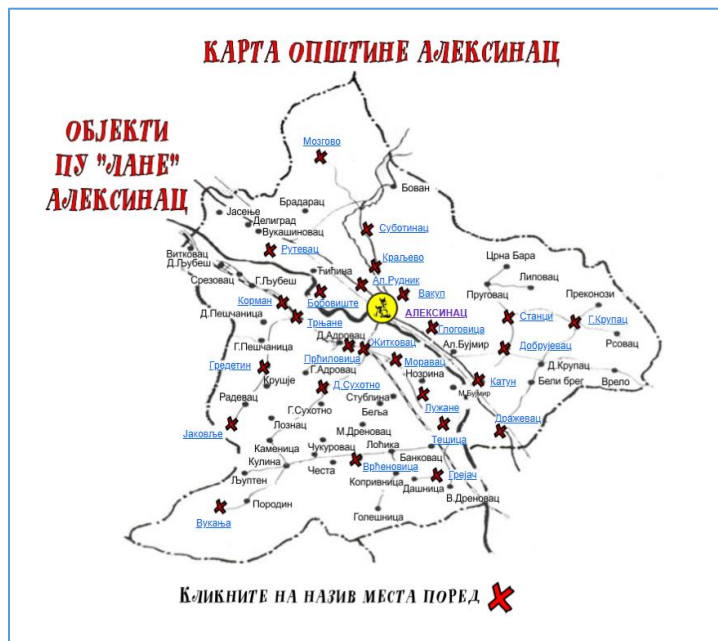 КАРТА ОПШТИНЕ АЛЕКСИНАЦ
ОБЈЕКТИ
ПУ "ЛАНЕ"
АЛЕКСИНАЦ
Мозгово
Бован
Брадарац
Јасење
Делиград
Вукашиновац
Суботинац
Рутевац
Витковац
Д.Љубеш
Срезовац
Г.Љубеш
Ћићина
Краљево
Ал.Рудник
Вакуп
Црна Бара
Липовац
Пруговац
Преконози
Корман
Бобовиште
АЛЕКСИНАЦ
Станци
Г.Крупац
Д.Пешчаница
Трњане
Глоговица
Д.Адровац
Житковац
Ал.Бујмир
Добрујевац
Росовац
Г.Пешчаница
Прћиловица
Моравац
Гредетин
Г.Адровац
Нозрина
Д.Крупац
Крушје
Д.Сухотно
Катун
Бели брег
Врело
Радевац
Стублина
М.Бујмир
Г.Сухотно
Беља
Лужане
Дражевац
Јаковље
Лознац
М.Дреновац
Тешица
Каменица
Чукуровац
Лоћика
Кулина
Честа
Врћеновица
Банковац
Љуптен
Копривница
Грејач
Дашница
Породин
В.Дреновац
Вукања
Голешница
Кликните на назив места поред